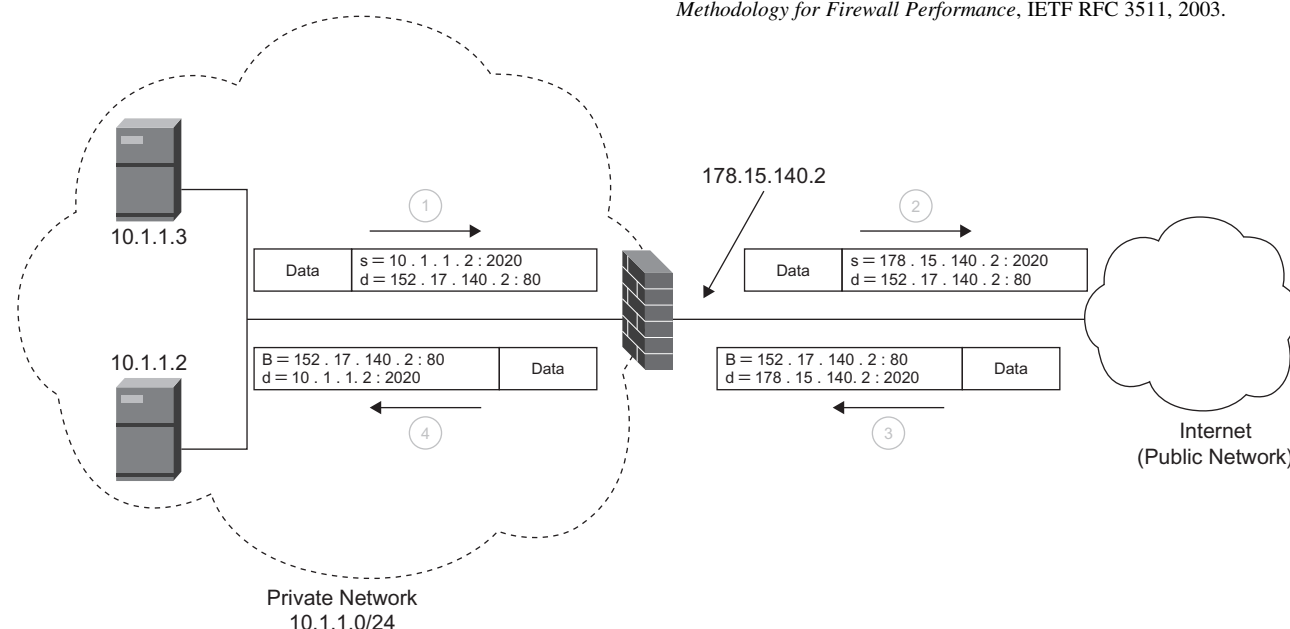 Methodology for Firewall Performance, IETF RFC 3511, 2003.
178.15.140.2
10.1.1.3
1
2
Data
s = 10 . 1 . 1 . 2 : 2020
d = 152 . 17 . 140 . 2 : 80
Data
s = 178 . 15 . 140 . 2 : 2020
d = 152 . 17 . 140 . 2 : 80
10.1.1.2
B = 152 . 17 . 140 . 2 : 80
d = 10 . 1 . 1. 2 : 2020
Data
B = 152 . 17 . 140 . 2 : 80
d = 178 . 15 . 140. 2 : 2020
Data
4
3
Internet
(Public Network)
Private Network
10.1.1.0/24